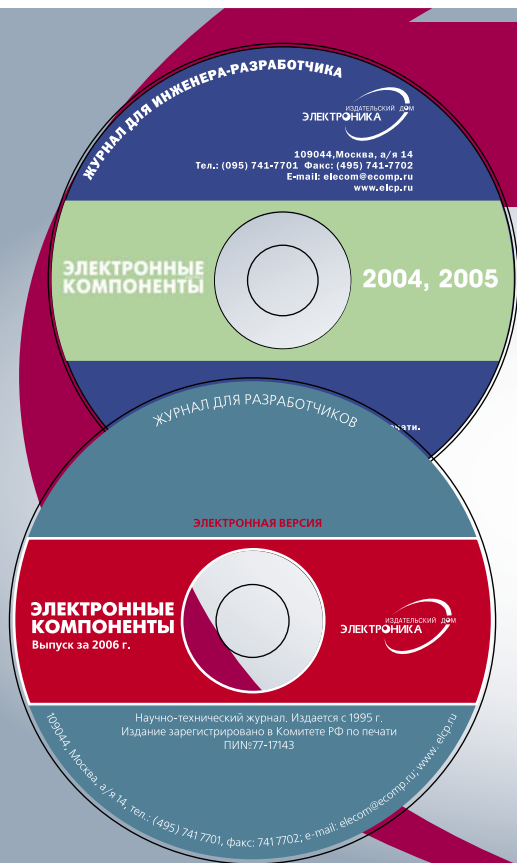 ЖУРНАЛ ДЛЯ ИНЖЕНЕРА-РАЗРАБОТЧИКА
ИЗДАТЕЛЬСКИЙ ДОМ
ЭЛЕКТРОНИКА
109044,Москва, а/я 14
Тел.: (095) 741-7701 Факс: (495) 741-7702
E-mail: elecom@ecomp.ru
www.elcp.ru
ЭЛЕКТРОННЫЕ
КОМПОНЕНТЫ
2004, 2005
ЖУРНАЛ ДЛЯ РАЗРАБОТЧИКОВ
ЭЛЕКТРОННАЯ ВЕРСИЯ
ЭЛЕКТРОННЫЕ
КОМПОНЕНТЫ
Выпуск за 2006 г.
ИЗДАТЕЛЬСКИЙ ДОМ
ЭЛЕКТРОНИКА
Научно-технический журнал. Издается с 1995 г.
Издание зарегистрировано в Комитете РФ по печати
ПИ№77-17143
109044, Москва, а/я 14, тел.: (495) 741 7701, факс: 741 7702; e-mail: elecom@ecomp.ru; www. elcp.ru